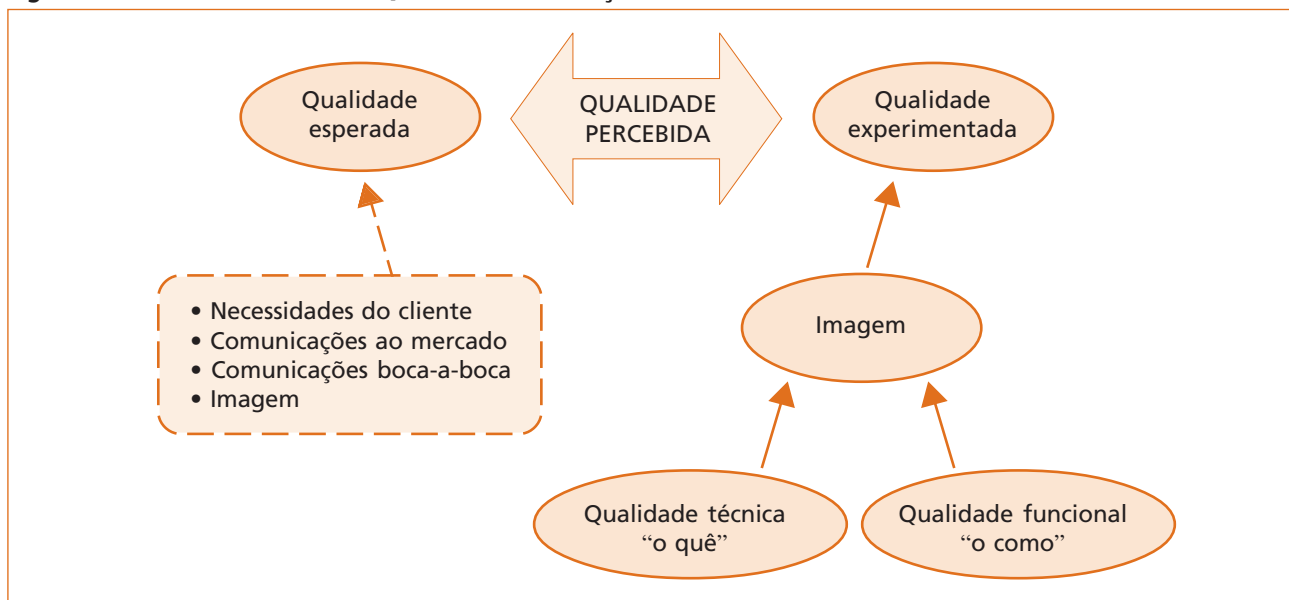 Qualidade
esperada
QUALIDADE
PERCEBIDA
Qualidade
experimentada
• Necessidades do cliente
• Comunicações ao mercado
• Comunicações boca-a-boca
• Imagem
Imagem
Qualidade técnica
“o quê”
Qualidade funcional
“o como”